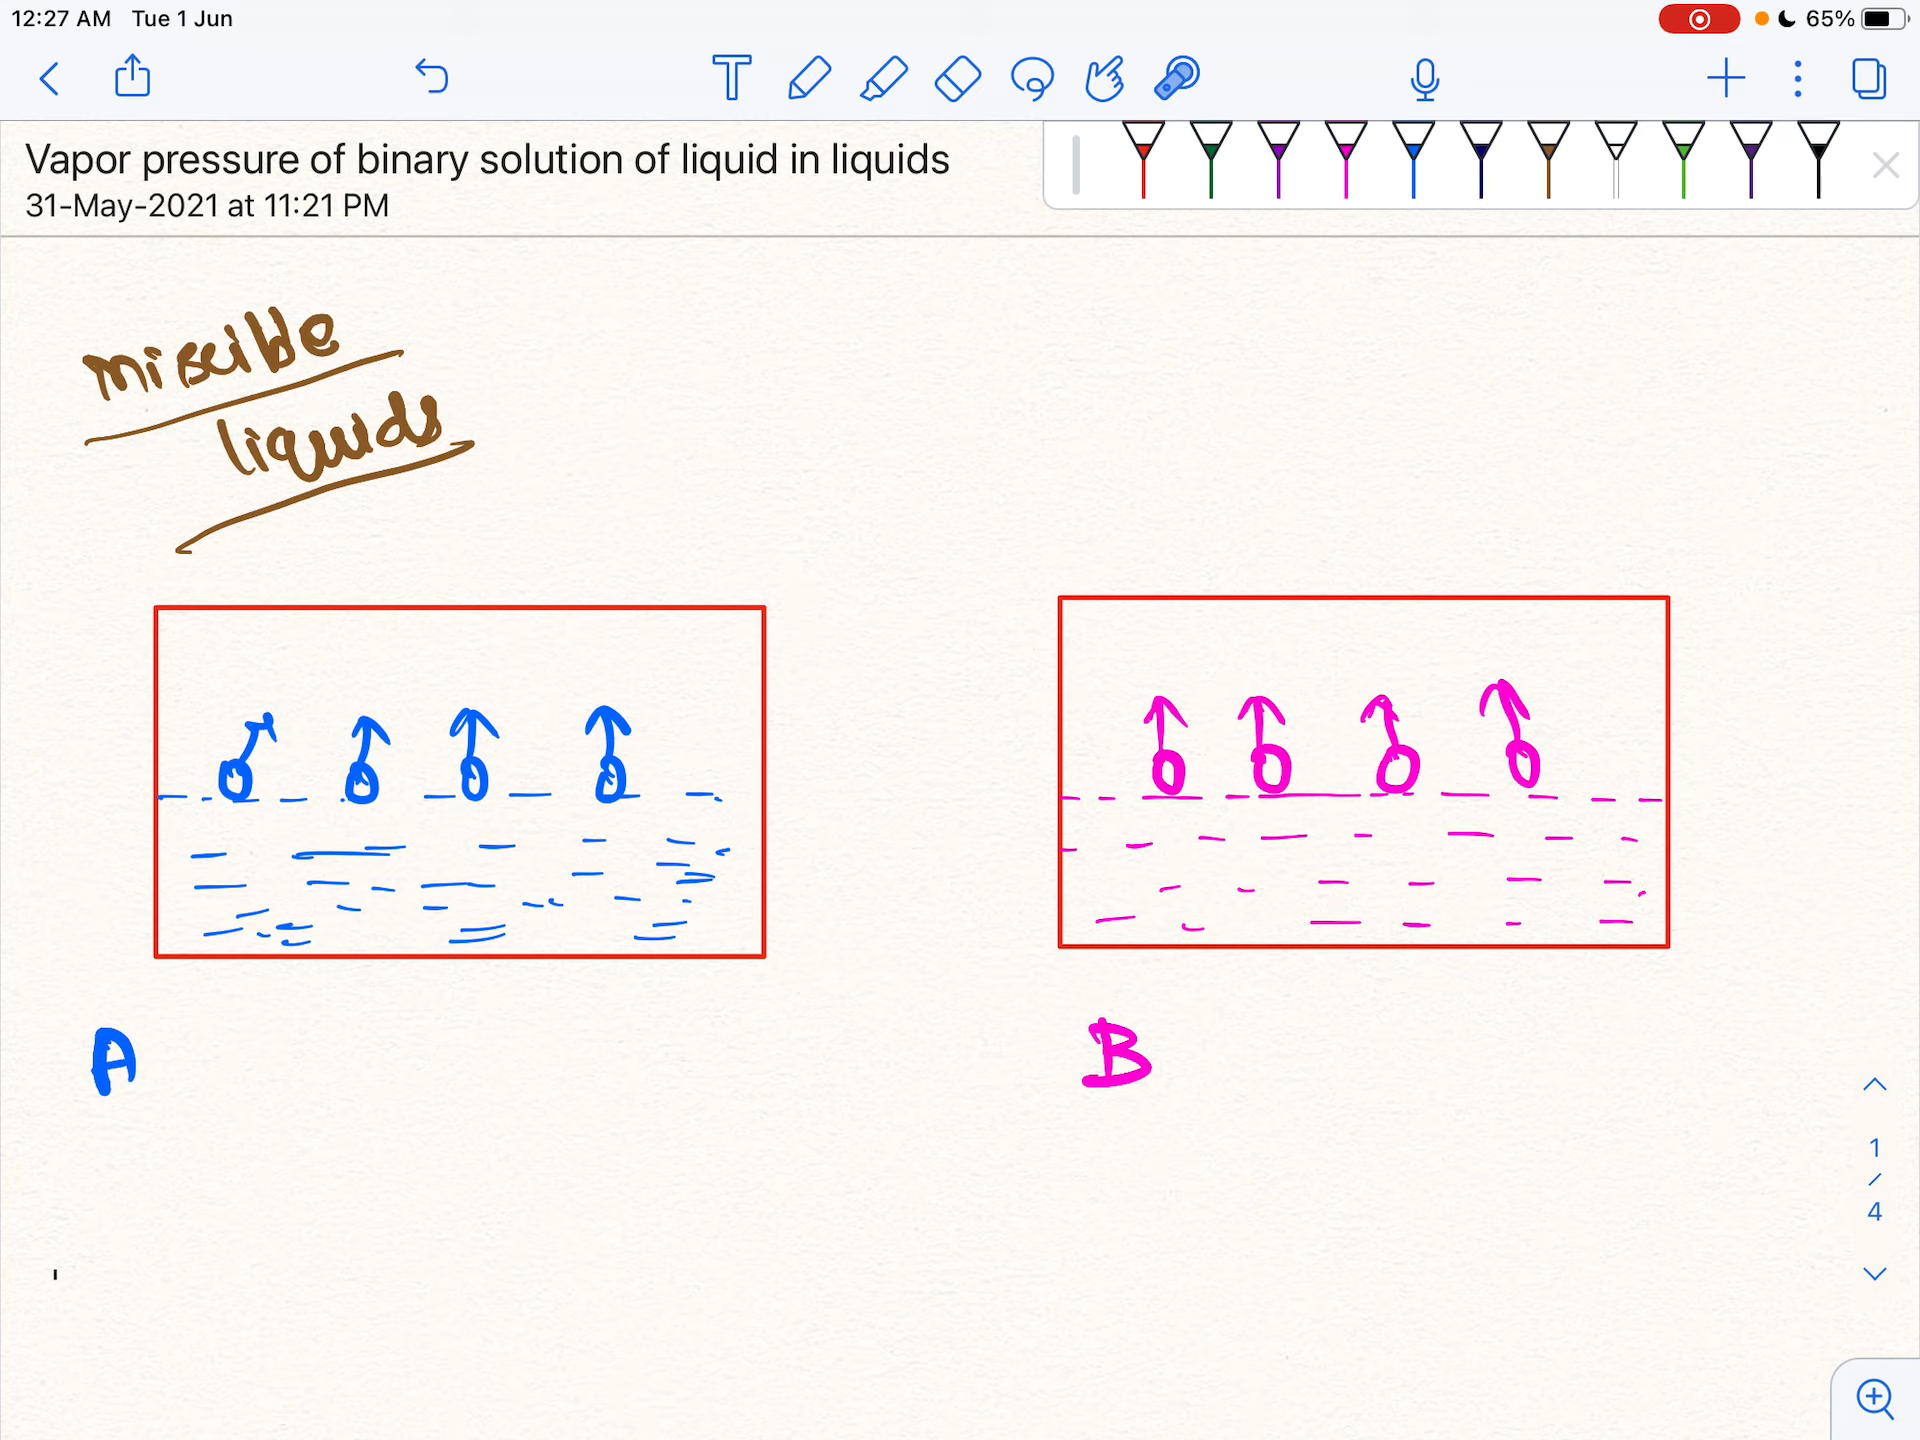 12:27 AM Tue 1 Jun
65%
Vapor pressure of binary solution of liquid in liquids
31-May-2021 at 11:21 PM
miscible
liquids
A
B
1
/
4